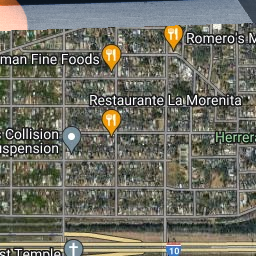 Romero's M
man Fine Foods
Restaurante La Morenita
s Collision
uspension
Herrera
st Temple
10